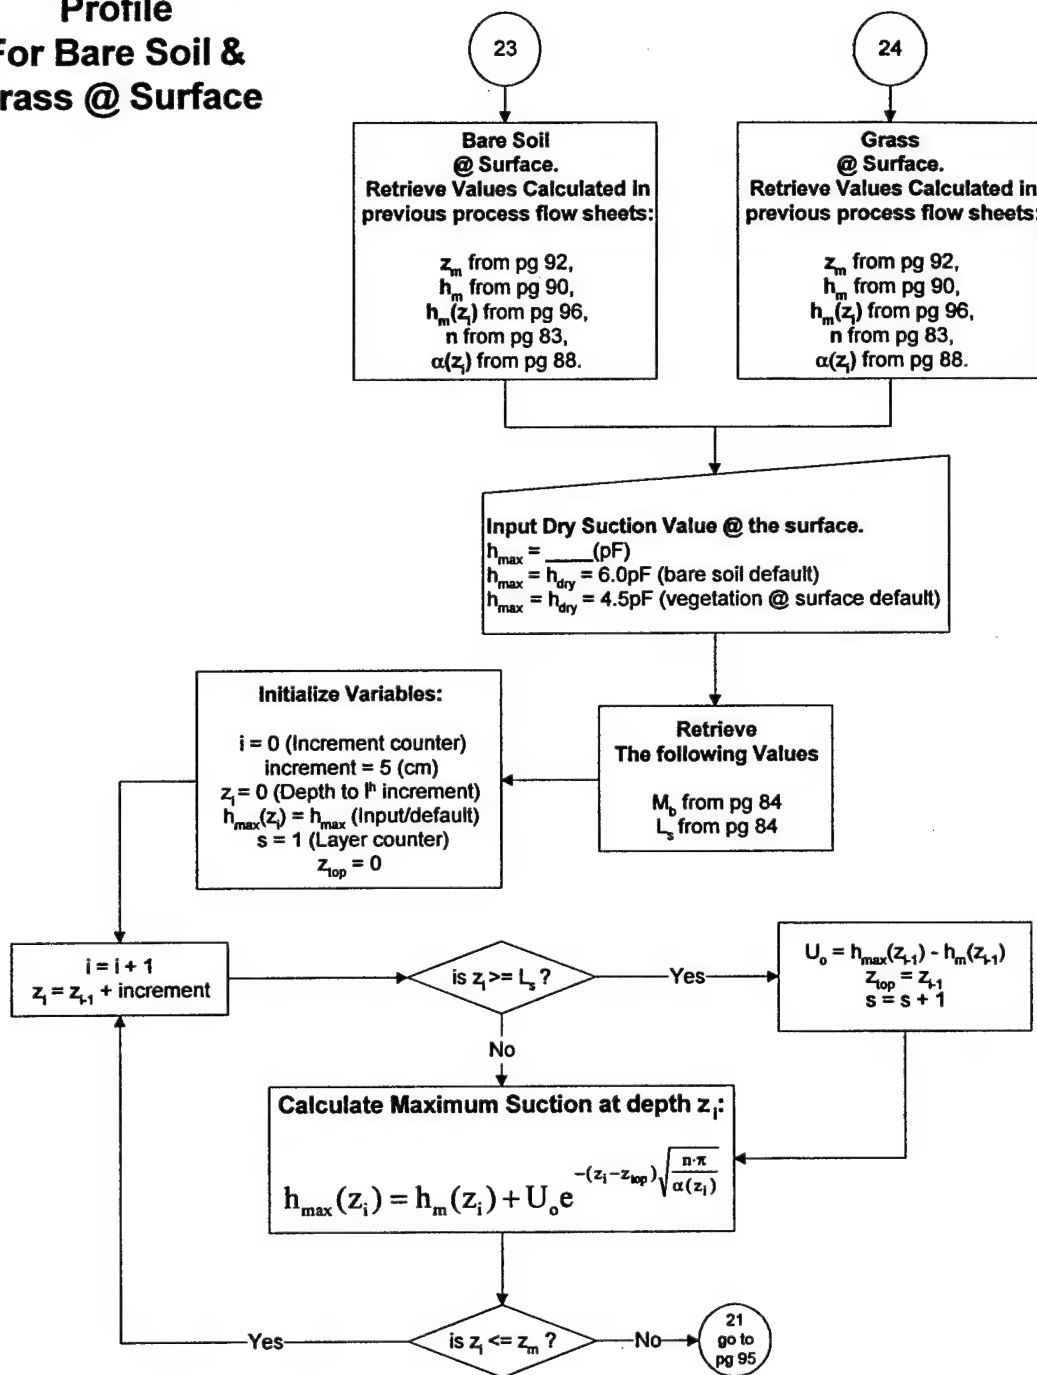 Profile
For Bare Soil &
Grass @ Surface
23
24
Bare Soil
@ Surface.
Retrieve Values Calculated in
previous process flow sheets:
z_m from pg 92,
h_m from pg 90,
h_m(z_i) from pg 96,
n from pg 83,
α(z_i) from pg 88.
Grass
@ Surface.
Retrieve Values Calculated in
previous process flow sheets:
z_m from pg 92,
h_m from pg 90,
h_m(z_i) from pg 96,
n from pg 83,
α(z_i) from pg 88.
Input Dry Suction Value @ the surface.
h_max = ____(pF)
h_max = h_dry = 6.0pF (bare soil default)
h_max = h_dry = 4.5pF (vegetation @ surface default)
Retrieve
The following Values
M_b from pg 84
L_s from pg 84
Initialize Variables:
i = 0 (Increment counter)
increment = 5 (cm)
z_i = 0 (Depth to I^th increment)
h_max(z_i) = h_max (Input/default)
s = 1 (Layer counter)
z_top = 0
i = i + 1
z_i = z_i-1 + increment
is z_i >= L_s ?
Yes
U_o = h_max(z_i-1) - h_m(z_i-1)
z_top = z_i-1
s = s + 1
No
Calculate Maximum Suction at depth z_i:
h_max(z_i) = h_m(z_i) + U_o e^{-(z_i-z_top)√(n·π/α(z_i))}
is z_i <= z_m ?
Yes
No
21
go to
pg 95